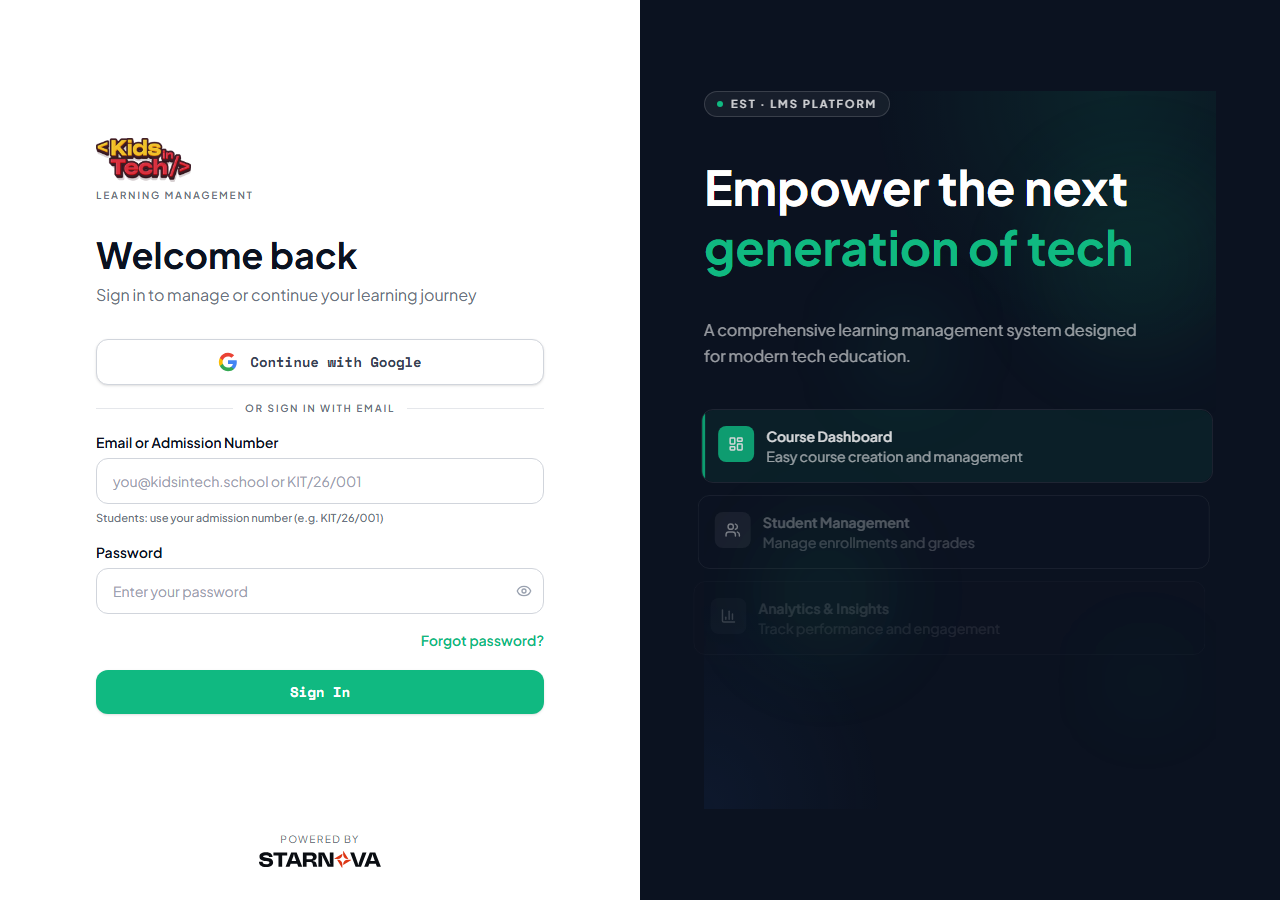 <Kids
in
Tech/>
LEARNING MANAGEMENT
Welcome back
Sign in to manage or continue your learning journey
Continue with Google
OR SIGN IN WITH EMAIL
Email or Admission Number
you@kidsintech.school or KIT/26/001
Students: use your admission number (e.g. KIT/26/001)
Password
Enter your password
Forgot password?
Sign In
POWERED BY
STARNOVA
EST · LMS PLATFORM
Empower the next
generation of tech
A comprehensive learning management system designed
for modern tech education.
Course Dashboard
Easy course creation and management
Student Management
Manage enrollments and grades
Analytics & Insights
Track performance and engagement